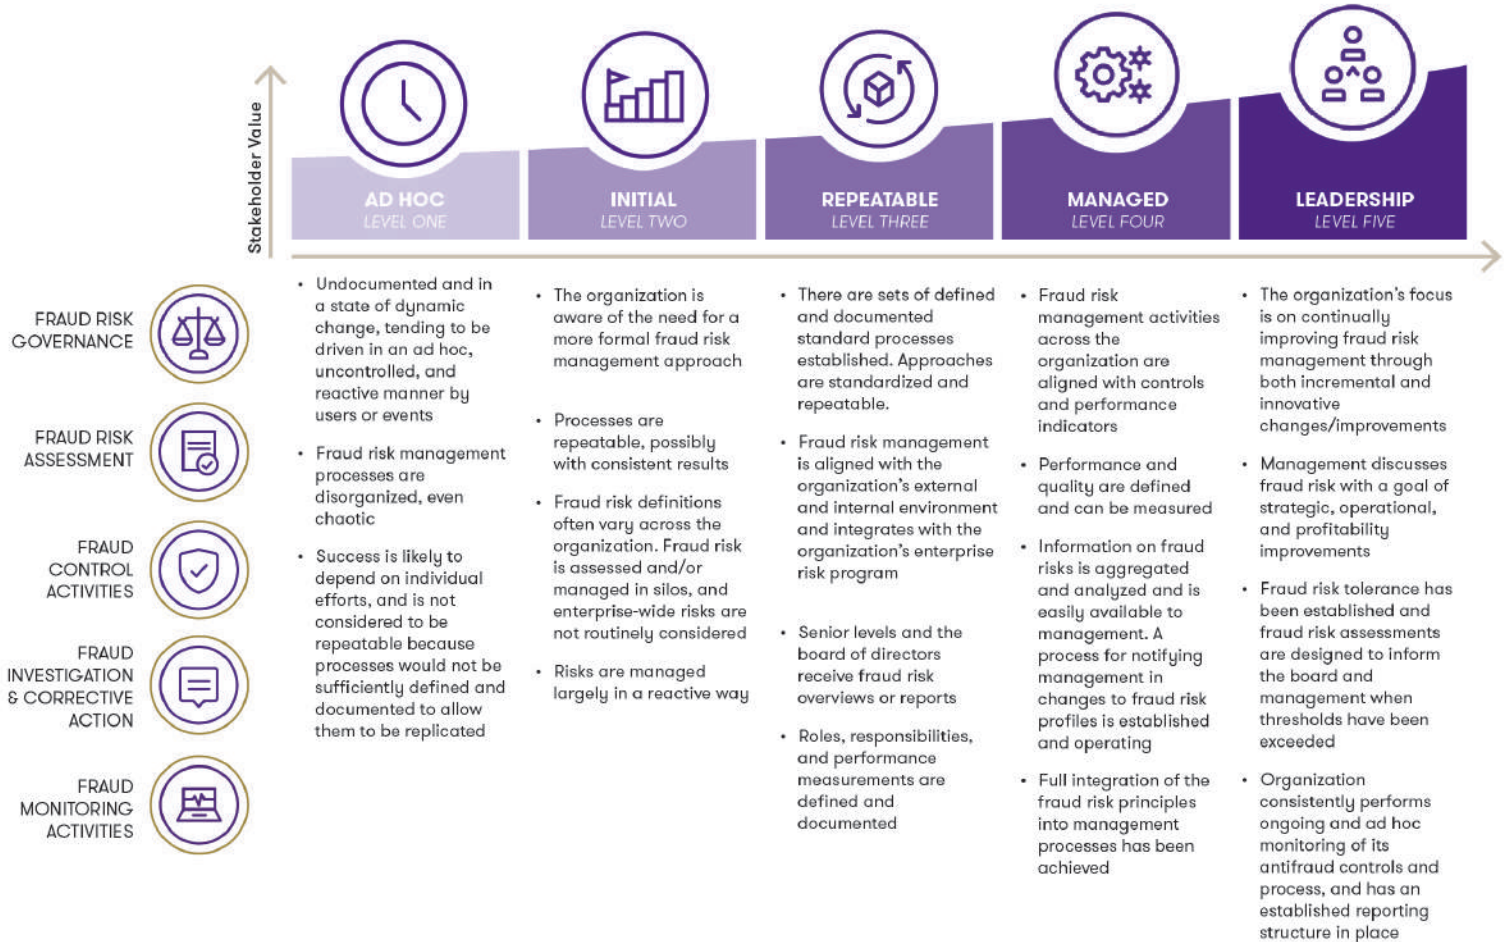 Stakeholder Value
AD HOC
LEVEL ONE
INITIAL
LEVEL TWO
REPEATABLE
LEVEL THREE
MANAGED
LEVEL FOUR
LEADERSHIP
LEVEL FIVE
FRAUD RISK
GOVERNANCE
FRAUD RISK
ASSESSMENT
FRAUD
CONTROL
ACTIVITIES
FRAUD
INVESTIGATION
& CORRECTIVE
ACTION
FRAUD
MONITORING
ACTIVITIES
• Undocumented and in
a state of dynamic
change, tending to be
driven in an ad hoc,
uncontrolled, and
reactive manner by
users or events
• Fraud risk management
processes are
disorganized, even
chaotic
• Success is likely to
depend on individual
efforts, and is not
considered to be
repeatable because
processes would not be
sufficiently defined and
documented to allow
them to be replicated
• The organization is
aware of the need for a
more formal fraud risk
management approach
• Processes are
repeatable, possibly
with consistent results
• Fraud risk definitions
often vary across the
organization. Fraud risk
is assessed and/or
managed in silos, and
enterprise-wide risks are
not routinely considered
• Risks are managed
largely in a reactive way
• There are sets of defined
and documented
standard processes
established. Approaches
are standardized and
repeatable.
• Fraud risk management
is aligned with the
organization's external
and internal environment
and integrates with the
organization's enterprise
risk program
• Senior levels and the
board of directors
receive fraud risk
overviews or reports
• Roles, responsibilities,
and performance
measurements are
defined and
documented
• Fraud risk
management activities
across the
organization are
aligned with controls
and performance
indicators
• Performance and
quality are defined
and can be measured
• Information on fraud
risks is aggregated
and analyzed and is
easily available to
management. A
process for notifying
management in
changes to fraud risk
profiles is established
and operating
• Full integration of the
fraud risk principles
into management
processes has been
achieved
• The organization's focus
is on continually
improving fraud risk
management through
both incremental and
innovative
changes/improvements
• Management discusses
fraud risk with a goal of
strategic, operational,
and profitability
improvements
• Fraud risk tolerance has
been established and
fraud risk assessments
are designed to inform
the board and
management when
thresholds have been
exceeded
• Organization
consistently performs
ongoing and ad hoc
monitoring of its
antifraud controls and
process, and has an
established reporting
structure in place